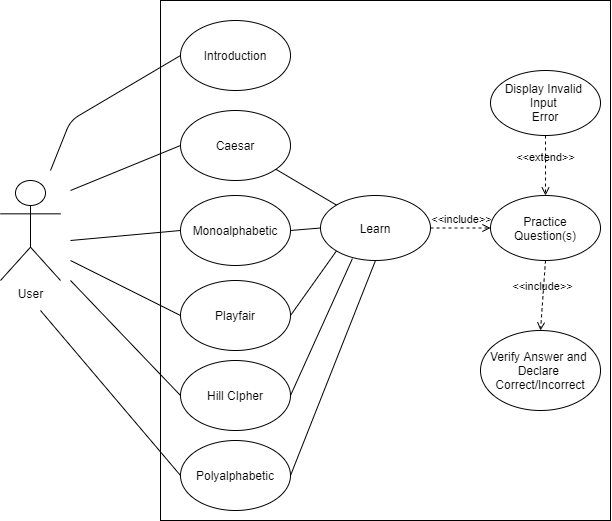 Introduction
Display Invalid
Input
Error
Caesar
<<extend>>
User
Monoalphabetic
Learn
<<include>>
Practice
Question(s)
<<include>>
Playfair
Verify Answer and
Declare
Correct/Incorrect
Hill CIpher
Polyalphabetic